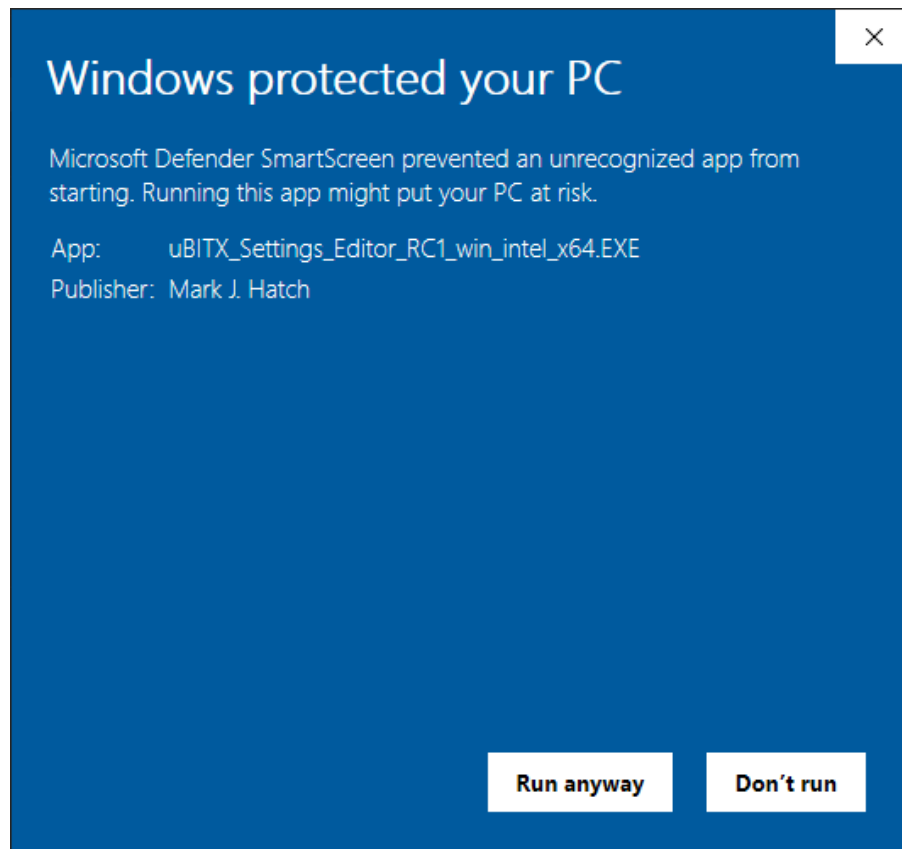 Windows protected your PC
Microsoft Defender SmartScreen prevented an unrecognized app from
starting. Running this app might put your PC at risk.
App: uBITX_Settings_Editor_RC1_win_intel_x64.EXE
Publisher: Mark J. Hatch
Run anyway Don’t run